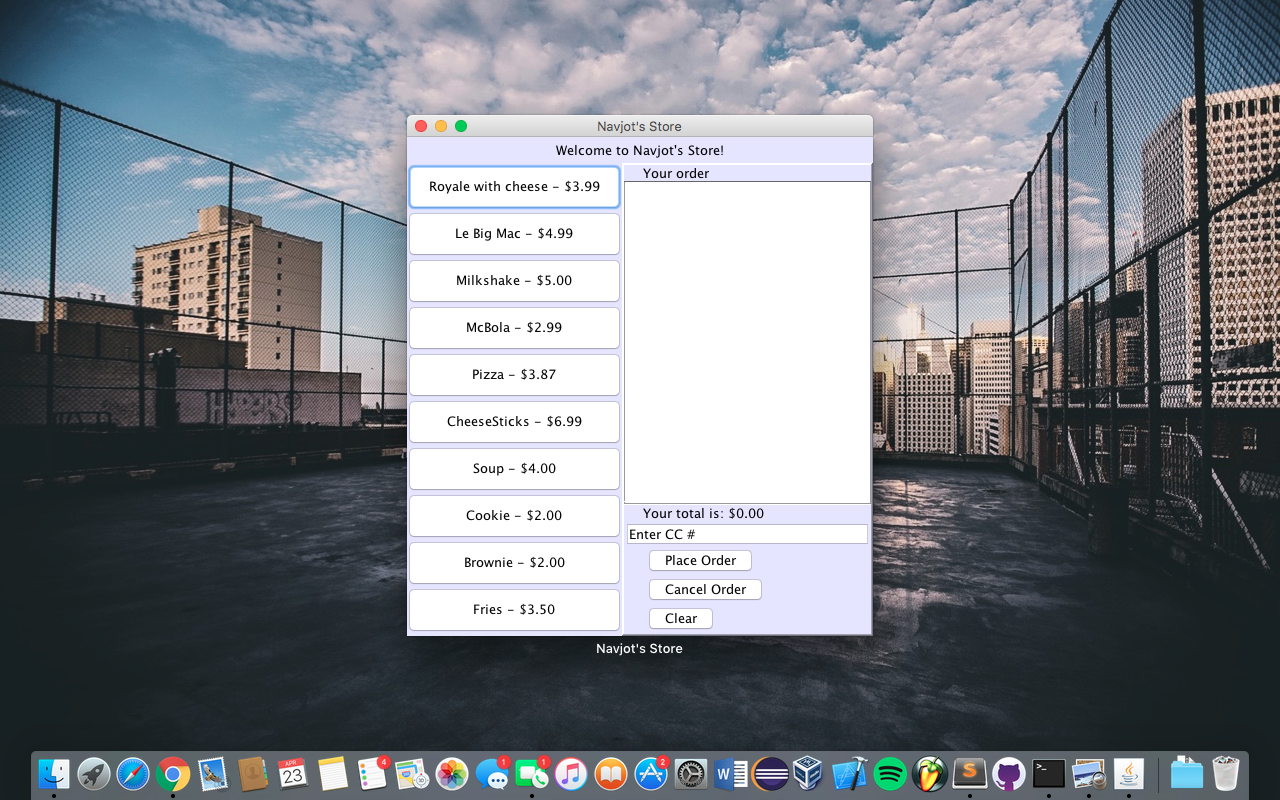 Navjot's Store
Welcome to Navjot's Store!
Royale with cheese – $3.99
Le Big Mac – $4.99
Milkshake – $5.00
McBola – $2.99
Pizza – $3.87
CheeseSticks – $6.99
Soup – $4.00
Cookie – $2.00
Brownie – $2.00
Fries – $3.50
Your order
Your total is: $0.00
Enter CC #
Place Order
Cancel Order
Clear
Navjot's Store
APR
23
4
1
1
2